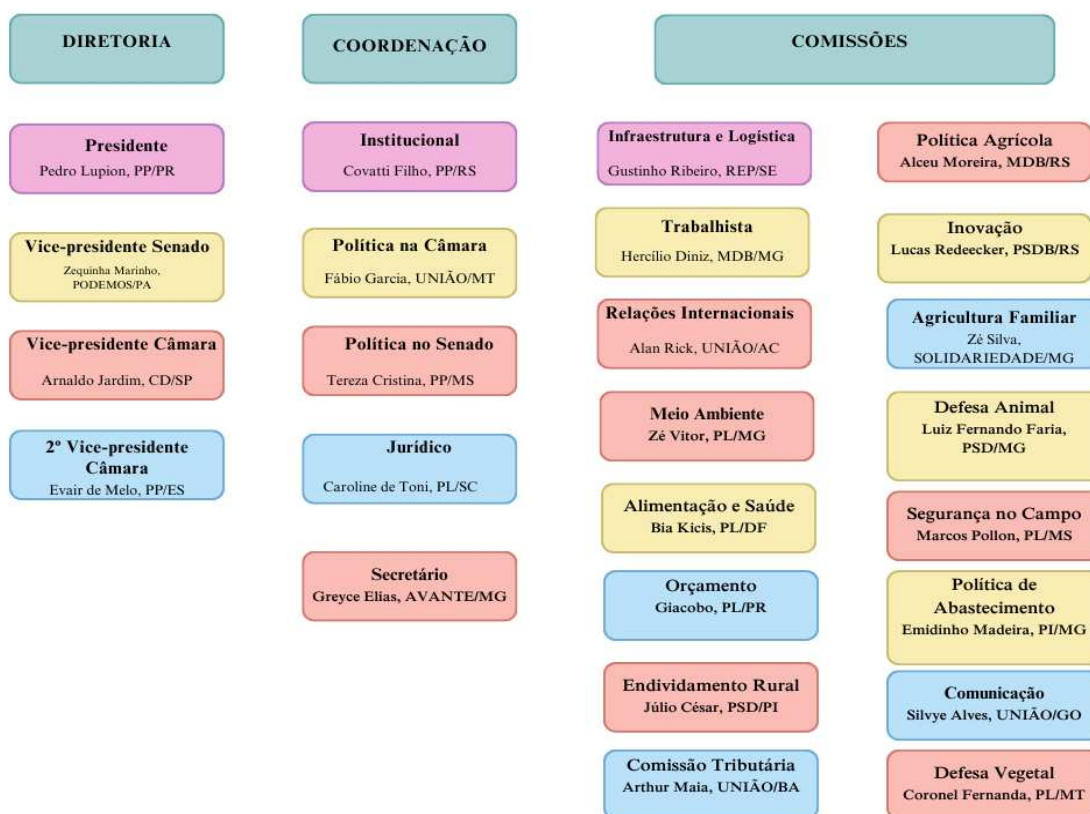 DIRETORIA
COORDENAÇÃO
COMISSÕES
Presidente
Pedro Lupion, PP/PR
Vice-presidente Senado
Zequinha Marinho,
PODEMOS/PA
Vice-presidente Câmara
Arnaldo Jardim, CD/SP
2º Vice-presidente
Câmara
Evair de Melo, PP/ES
Institucional
Covatti Filho, PP/RS
Política na Câmara
Fábio Garcia, UNIÃO/MT
Política no Senado
Tereza Cristina, PP/MS
Jurídico
Caroline de Toni, PL/SC
Secretário
Greyce Elias, AVANTE/MG
Infraestrutura e Logística
Gustinho Ribeiro, REP/SE
Trabalhista
Hercílio Diniz, MDB/MG
Relações Internacionais
Alan Rick, UNIÃO/AC
Meio Ambiente
Zé Vitor, PL/MG
Alimentação e Saúde
Bia Kicis, PL/DF
Orçamento
Giacobo, PL/PR
Endividamento Rural
Júlio César, PSD/PI
Comissão Tributária
Arthur Maia, UNIÃO/BA
Política Agrícola
Alceu Moreira, MDB/RS
Inovação
Lucas Redeecker, PSDB/RS
Agricultura Familiar
Zé Silva,
SOLIDARIEDADE/MG
Defesa Animal
Luiz Fernando Faria,
PSD/MG
Segurança no Campo
Marcos Pollon, PL/MS
Política de
Abastecimento
Emidinho Madeira, PI/MG
Comunicação
Silvye Alves, UNIÃO/GO
Defesa Vegetal
Coronel Fernanda, PL/MT